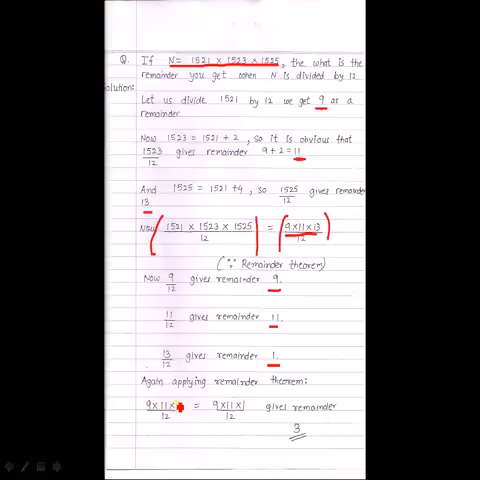 Q. If N= 1521 x 1523 x 1525, the what is the
remainder you get when N is divided by 12
olution:
Let us divide 1521 by 12 we get 9 as a
remainder
Now 1523 = 1521 + 2 , so it is obvious that
1523/12 gives remainder 9 + 2 = 11
And 1525 = 1521 +4, so 1525/12 gives remainder
13.
Now (1521 x 1523 x 1525 / 12) = (9 x 11 x 13 / 12)
(∵ Remainder theorem)
Now 9/12 gives remainder 9.
11/12 gives remainder 11.
13/12 gives remainder 1.
Again applying remainder theorem:
9 x 11 x / 12 = 9 x 11 x 1 / 12 gives remainder
3